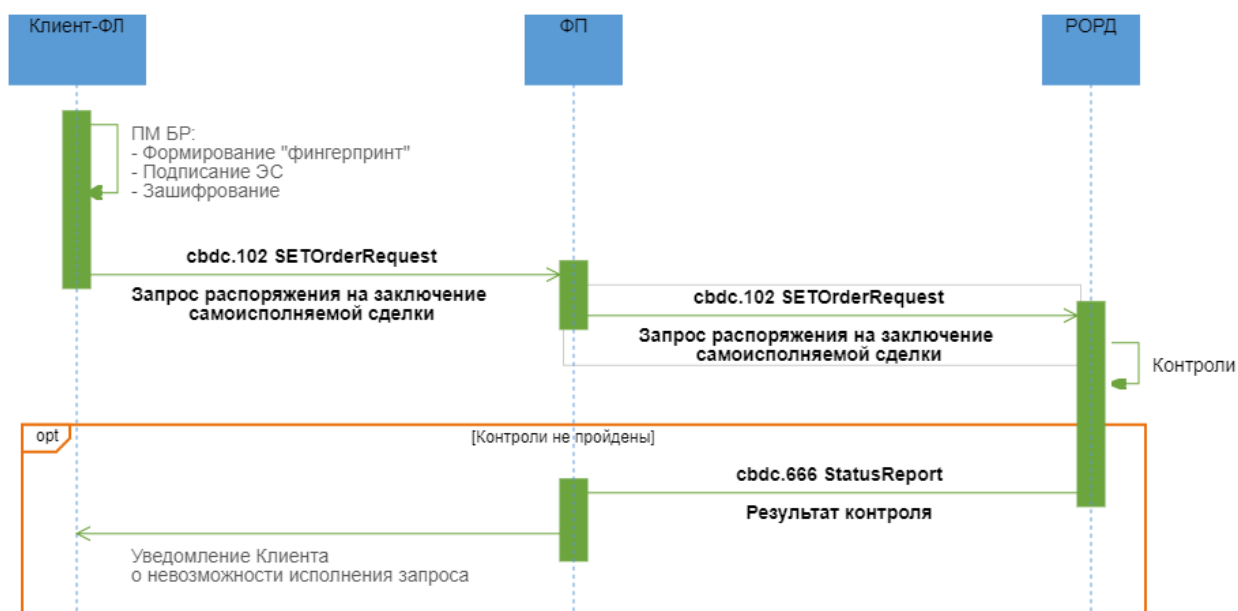 Клиент-ФЛ
ФП
РОРД
ПМ БР:
- Формирование "фингерпринт"
- Подписание ЭС
- Зашифрование
cbdc.102 SETOrderRequest
Запрос распоряжения на заключение
самоисполняемой сделки
cbdc.102 SETOrderRequest
Запрос распоряжения на заключение
самоисполняемой сделки
Контроли
opt
[Контроли не пройдены]
cbdc.666 StatusReport
Результат контроля
Уведомление Клиента
о невозможности исполнения запроса